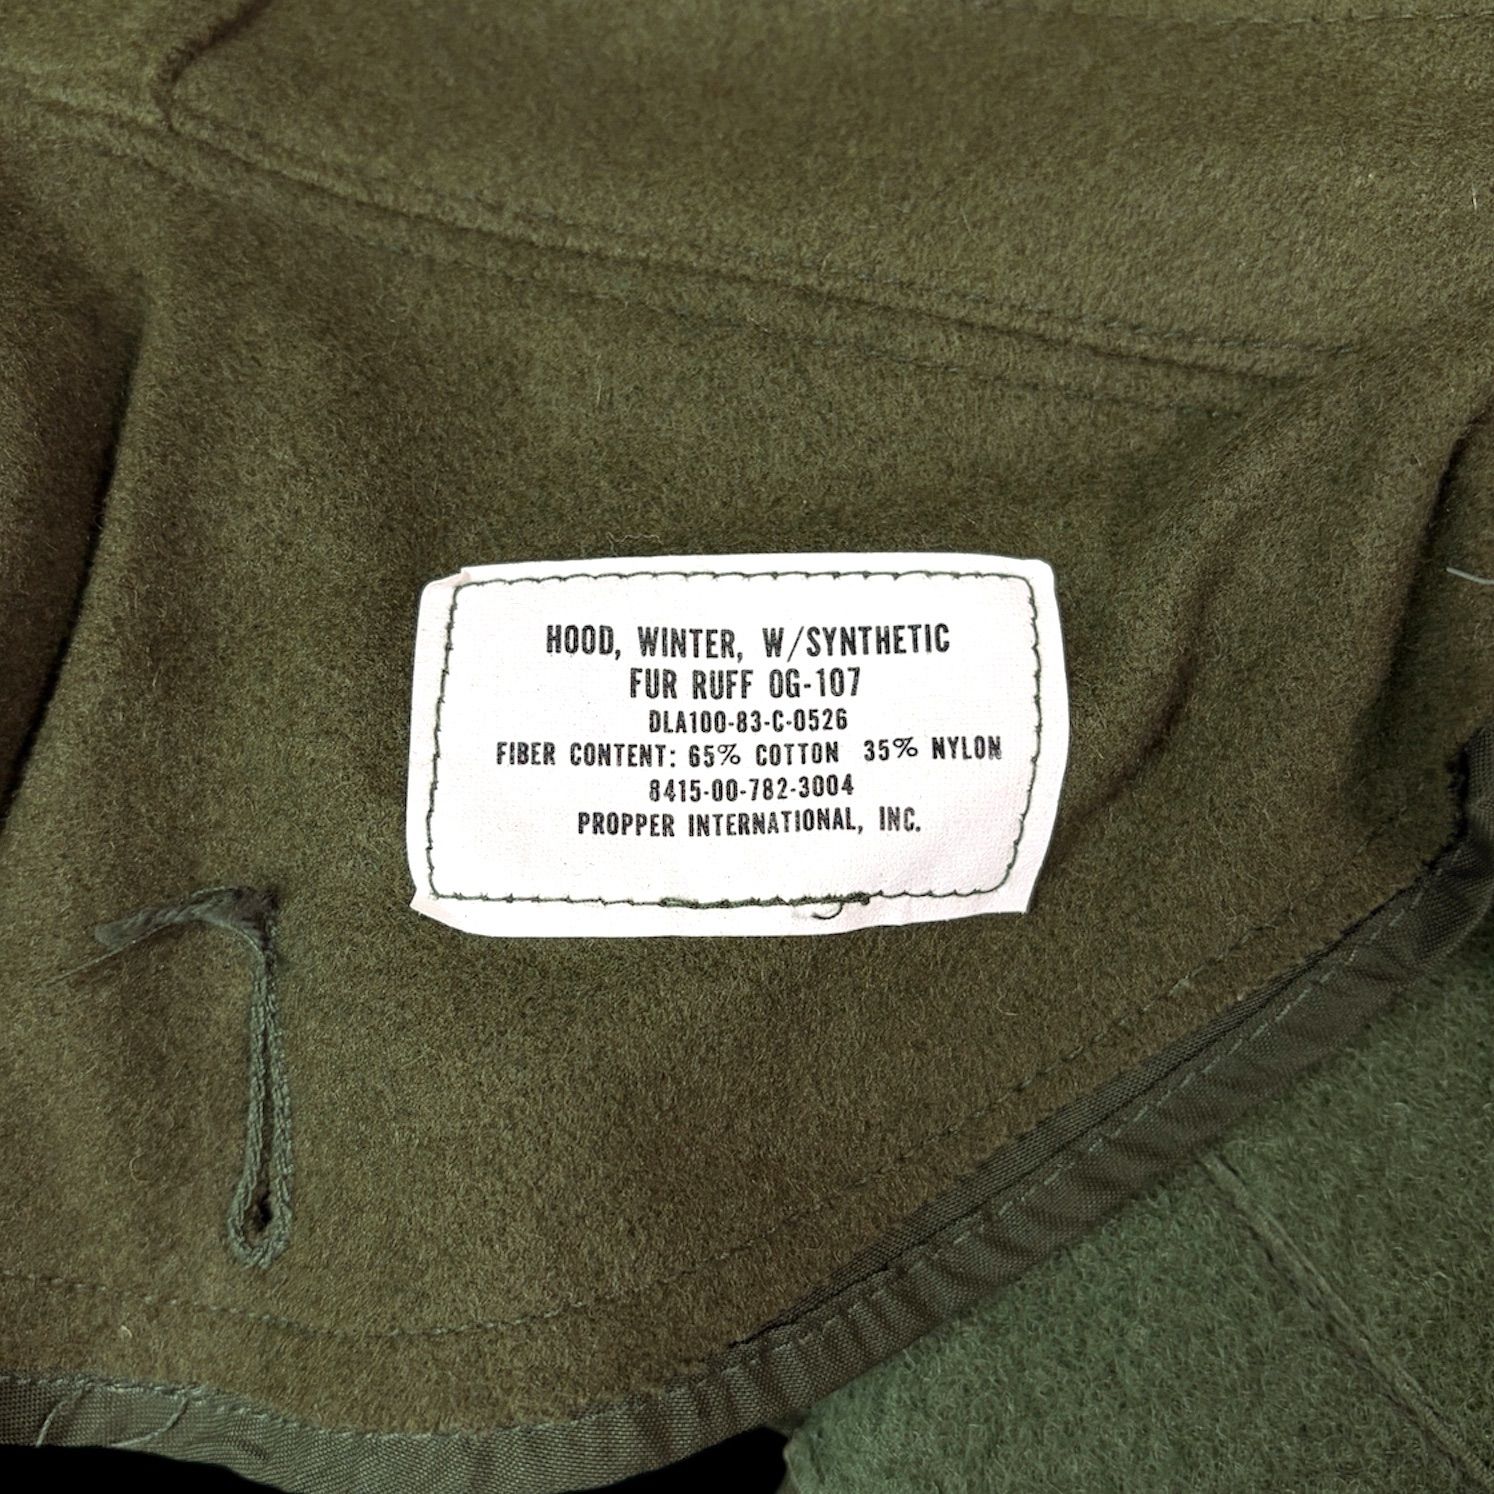 HOOD, WINTER, W/SYNTHETIC
FUR RUFF OG-107
DLA100-83-C-0526
FIBER CONTENT: 65% COTTON 35% NYLON
8415-00-782-3004
PROPPER INTERNATIONAL, INC.